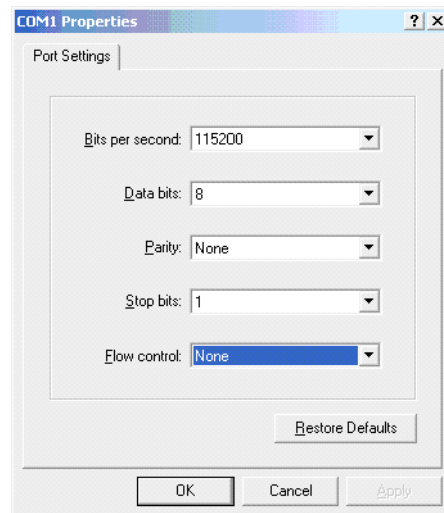 COM1 Properties
Port Settings
Bits per second: 115200
Data bits: 8
Parity: None
Stop bits: 1
Flow control: None
Restore Defaults
OK Cancel Apply